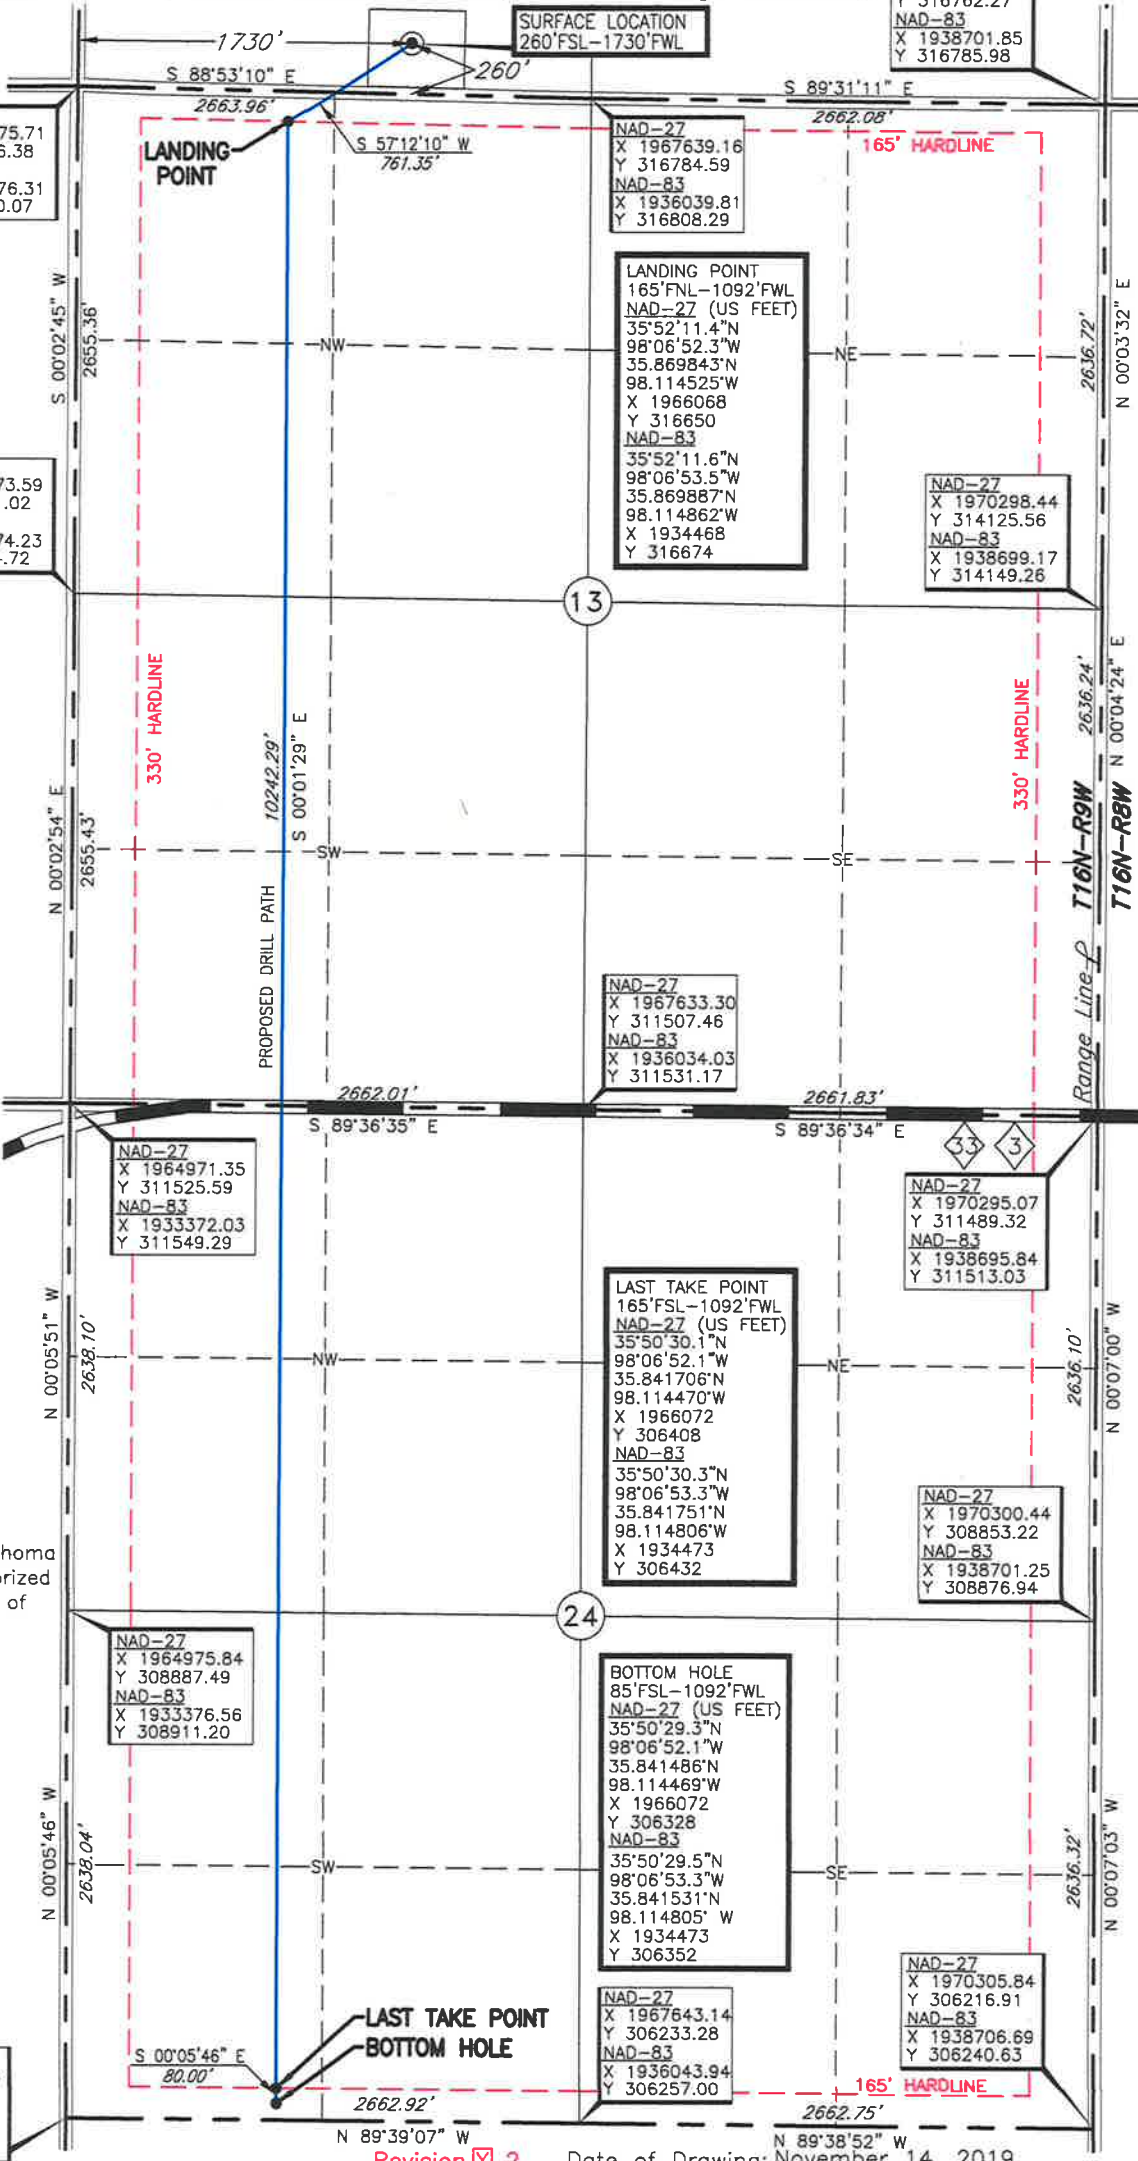 SURFACE LOCATION
260'FSL-1730'FWL
316762.27
NAD-83
X 1938701.85
Y 316785.98
1730'
260'
S 88°53'10" E
2663.96'
S 89°31'11" E
2662.08'
165' HARDLINE
S 57°12'10" W
761.35'
LANDING
POINT
75.71
6.38
76.31
0.07
NAD-27
X 1967639.16
Y 316784.59
NAD-83
X 1936039.81
Y 316808.29
LANDING POINT
165'FNL-1092'FWL
NAD-27 (US FEET)
35°52'11.4"N
98°06'52.3"W
35.869843°N
98.114525°W
X 1966068
Y 316650
NAD-83
35°52'11.6"N
98°06'53.5"W
35.869887°N
98.114862°W
X 1934468
Y 316674
S 00°02'45" W
2655.36'
NW
NE
2636.72'
N 00°03'32" E
73.59
.02
74.23
.72
NAD-27
X 1970298.44
Y 314125.56
NAD-83
X 1938699.17
Y 314149.26
13
330' HARDLINE
10242.29'
S 00°01'29" E
330' HARDLINE
2636.24'
N 00°04'24" E
N 00°02'54" E
2655.43'
SW
SE
T16N-R9W
T16N-R8W
PROPOSED DRILL PATH
Range Line
NAD-27
X 1967633.30
Y 311507.46
NAD-83
X 1936034.03
Y 311531.17
2662.01'
S 89°36'35" E
2661.83'
S 89°36'34" E
33
3
NAD-27
X 1964971.35
Y 311525.59
NAD-83
X 1933372.03
Y 311549.29
NAD-27
X 1970295.07
Y 311489.32
NAD-83
X 1938695.84
Y 311513.03
LAST TAKE POINT
165'FSL-1092'FWL
NAD-27 (US FEET)
35°50'30.1"N
98°06'52.1"W
35.841706°N
98.114470°W
X 1966072
Y 306408
NAD-83
35°50'30.3"N
98°06'53.3"W
35.841751°N
98.114806°W
X 1934473
Y 306432
N 00°05'51" W
2638.10'
NW
NE
2636.10'
N 00°07'00" W
NAD-27
X 1970300.44
Y 308853.22
NAD-83
X 1938701.25
Y 308876.94
homa
orized
of
24
NAD-27
X 1964975.84
Y 308887.49
NAD-83
X 1933376.56
Y 308911.20
BOTTOM HOLE
85'FSL-1092'FWL
NAD-27 (US FEET)
35°50'29.3"N
98°06'52.1"W
35.841486°N
98.114469°W
X 1966072
Y 306328
NAD-83
35°50'29.5"N
98°06'53.3"W
35.841531°N
98.114805° W
X 1934473
Y 306352
N 00°05'46" W
2638.04'
SW
SE
2636.32'
N 00°07'03" W
NAD-27
X 1970305.84
Y 306216.91
NAD-83
X 1938706.69
Y 306240.63
NAD-27
X 1967643.14
Y 306233.28
NAD-83
X 1936043.94
Y 306257.00
LAST TAKE POINT
BOTTOM HOLE
S 00°05'46" E
80.00'
165' HARDLINE
2662.92'
N 89°39'07" W
2662.75'
N 89°38'52" W
Revision Y 2
Date of Drawing: November 14, 2019